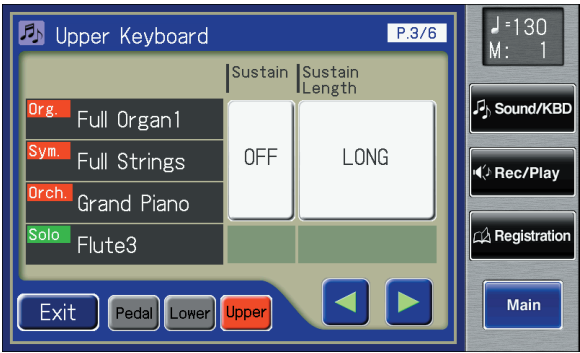 Upper Keyboard
P.3/6
Sustain
Sustain
Length
Org. Full Organ1
Sym. Full Strings
Orch. Grand Piano
Solo Flute3
OFF
LONG
Exit
Pedal
Lower
Upper
♩=130
M: 1
Sound/KBD
Rec/Play
Registration
Main